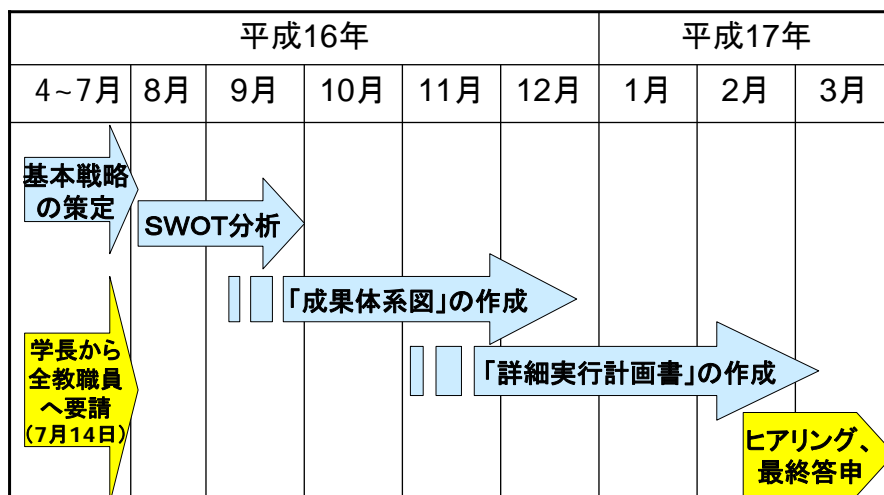 平成16年
平成17年
4~7月
8月
9月
10月
11月
12月
1月
2月
3月
基本戦略
の策定
SWOT分析
「成果体系図」の作成
学長から
全教職員
へ要請
(7月14日)
「詳細実行計画書」の作成
ヒアリング、
最終答申